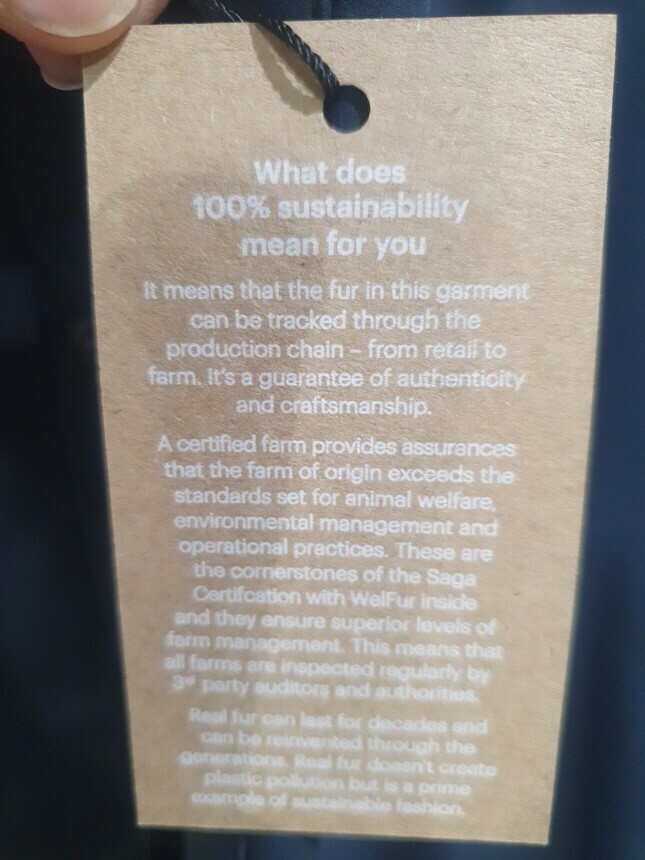 What does
100% sustainability
mean for you
It means that the fur in this garment
can be tracked through the
production chain – from retail to
farm. It's a guarantee of authenticity
and craftsmanship.
A certified farm provides assurances
that the farm of origin exceeds the
standards set for animal welfare,
environmental management and
operational practices. These are
the cornerstones of the Saga
Certifcation with WelFur inside
and they ensure superior levels of
farm management. This means that
all farms are inspected regularly by
3rd party auditors and authorities.
Real fur can last for decades and
can be reinvented through the
generations. Real fur doesn't create
plastic pollution but is a prime
example of sustainable fashion.